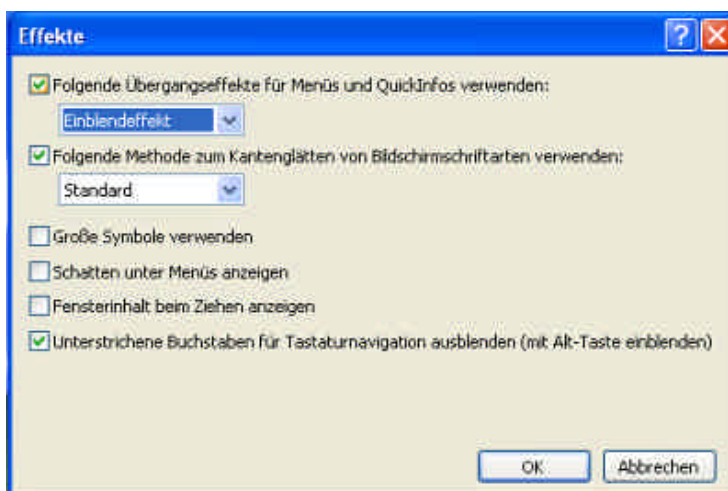 Effekte
Folgende Übergangseffekte für Menüs und QuickInfos verwenden:
Einblendeffekt
Folgende Methode zum Kantenglätten von Bildschirmschriftarten verwenden:
Standard
Große Symbole verwenden
Schatten unter Menüs anzeigen
Fensterinhalt beim Ziehen anzeigen
Unterstrichene Buchstaben für Tastaturnavigation ausblenden (mit Alt-Taste einblenden)
OK Abbrechen